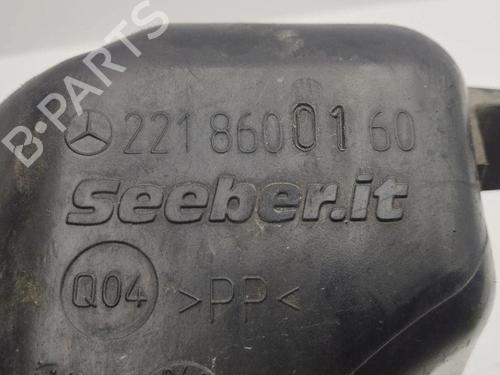 221 860 01 60
Seeber.it
Q04 >PP<
B-PARTS